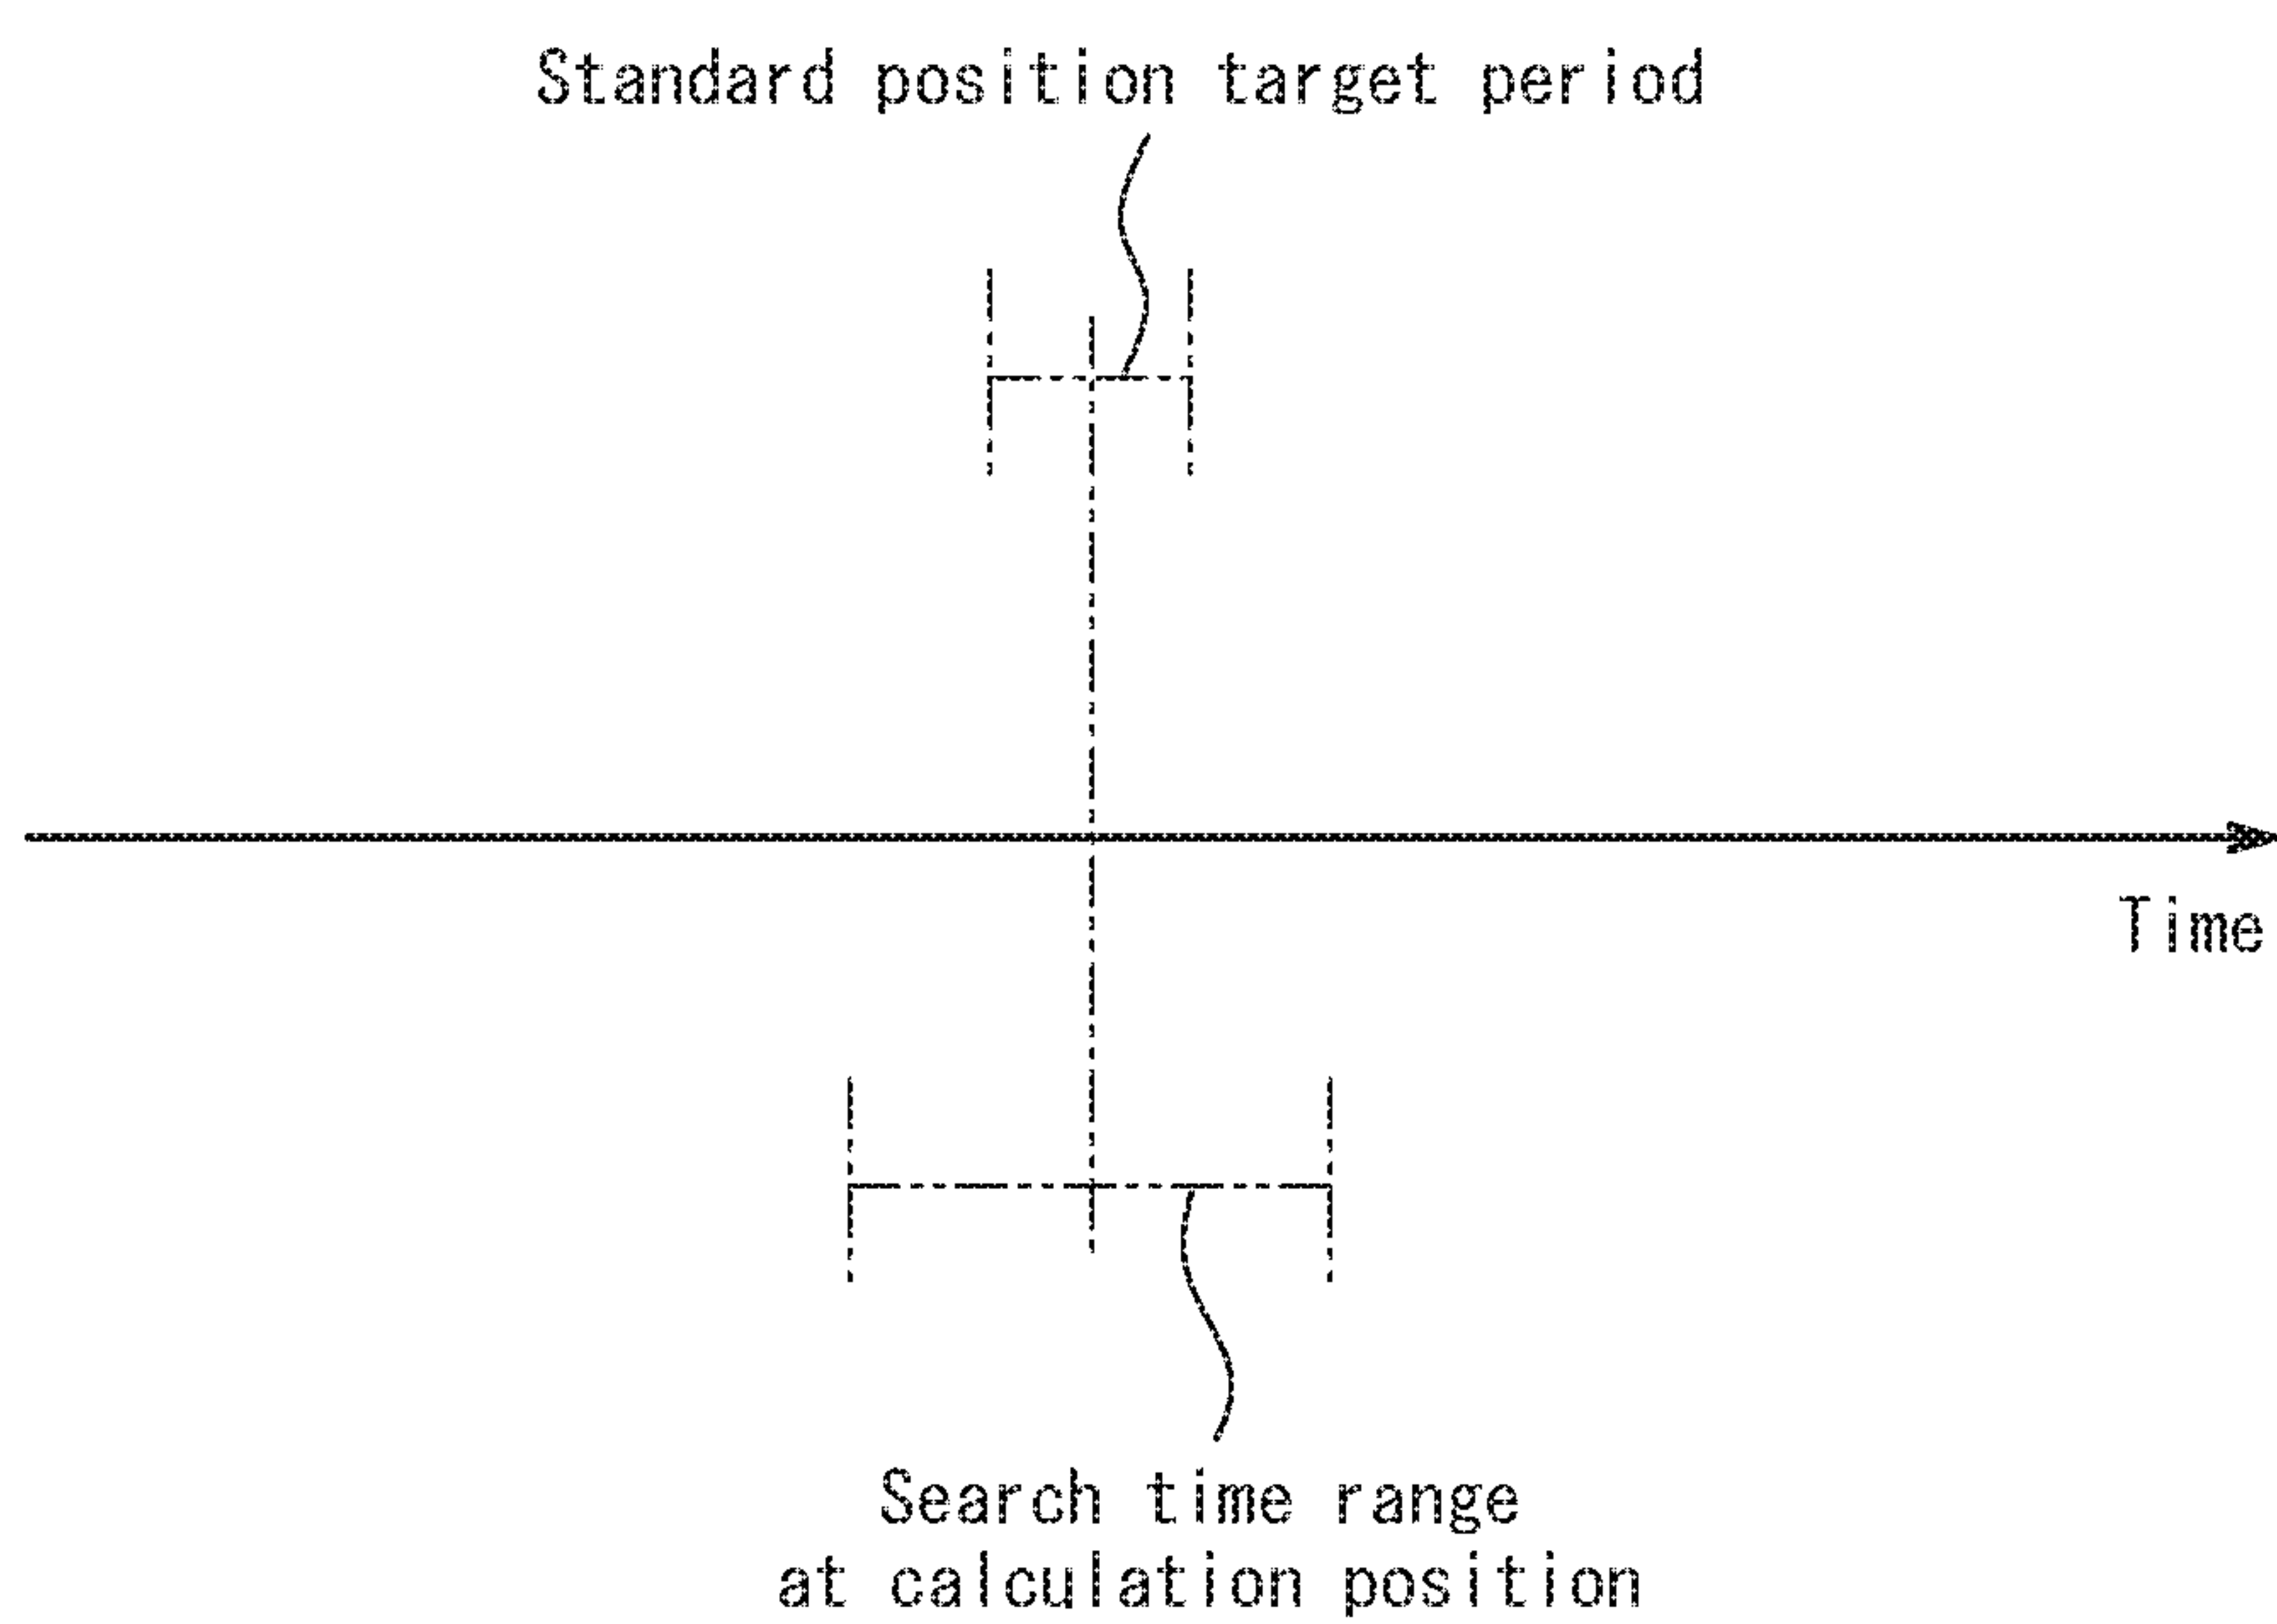 Standard position target period
Time
Search time range
at calculation position